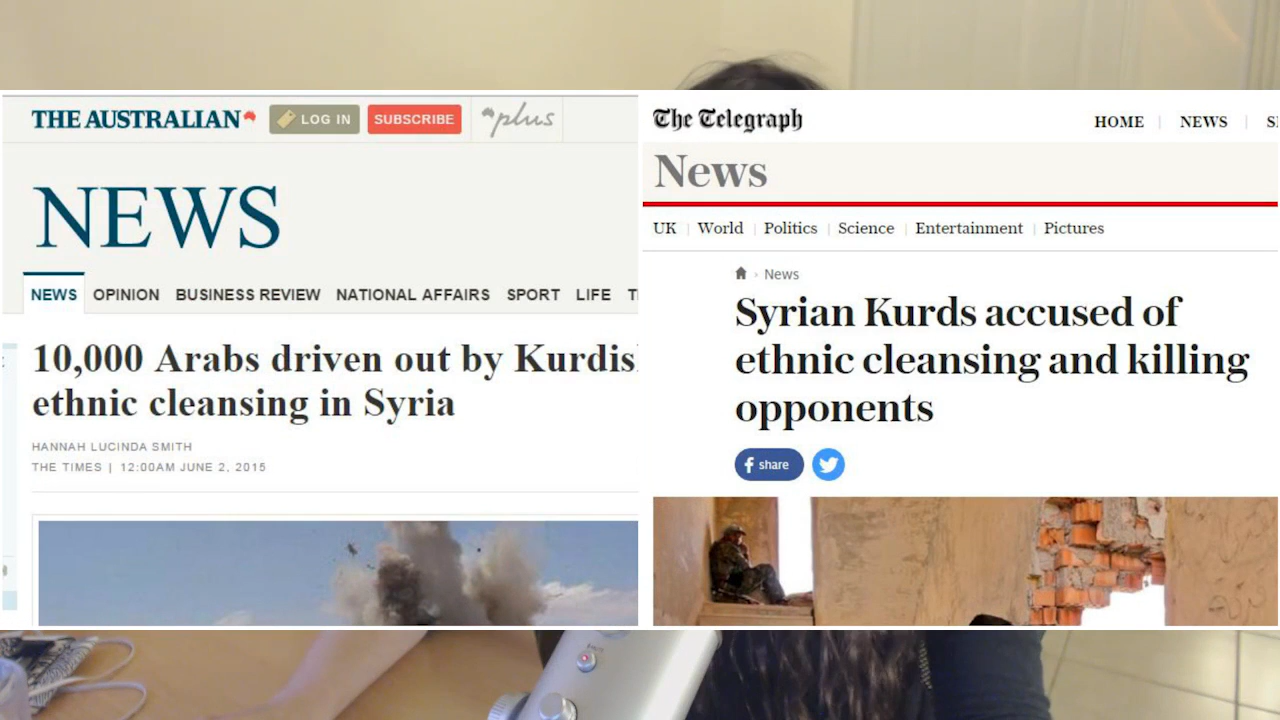 THE AUSTRALIAN
LOG IN
SUBSCRIBE
plus
NEWS
NEWS OPINION BUSINESS REVIEW NATIONAL AFFAIRS SPORT LIFE
10,000 Arabs driven out by Kurdis
ethnic cleansing in Syria
HANNAH LUCINDA SMITH
THE TIMES | 12:00AM JUNE 2, 2015
The Telegraph
HOME | NEWS |
News
UK | World | Politics | Science | Entertainment | Pictures
News
Syrian Kurds accused of
ethnic cleansing and killing
opponents
share